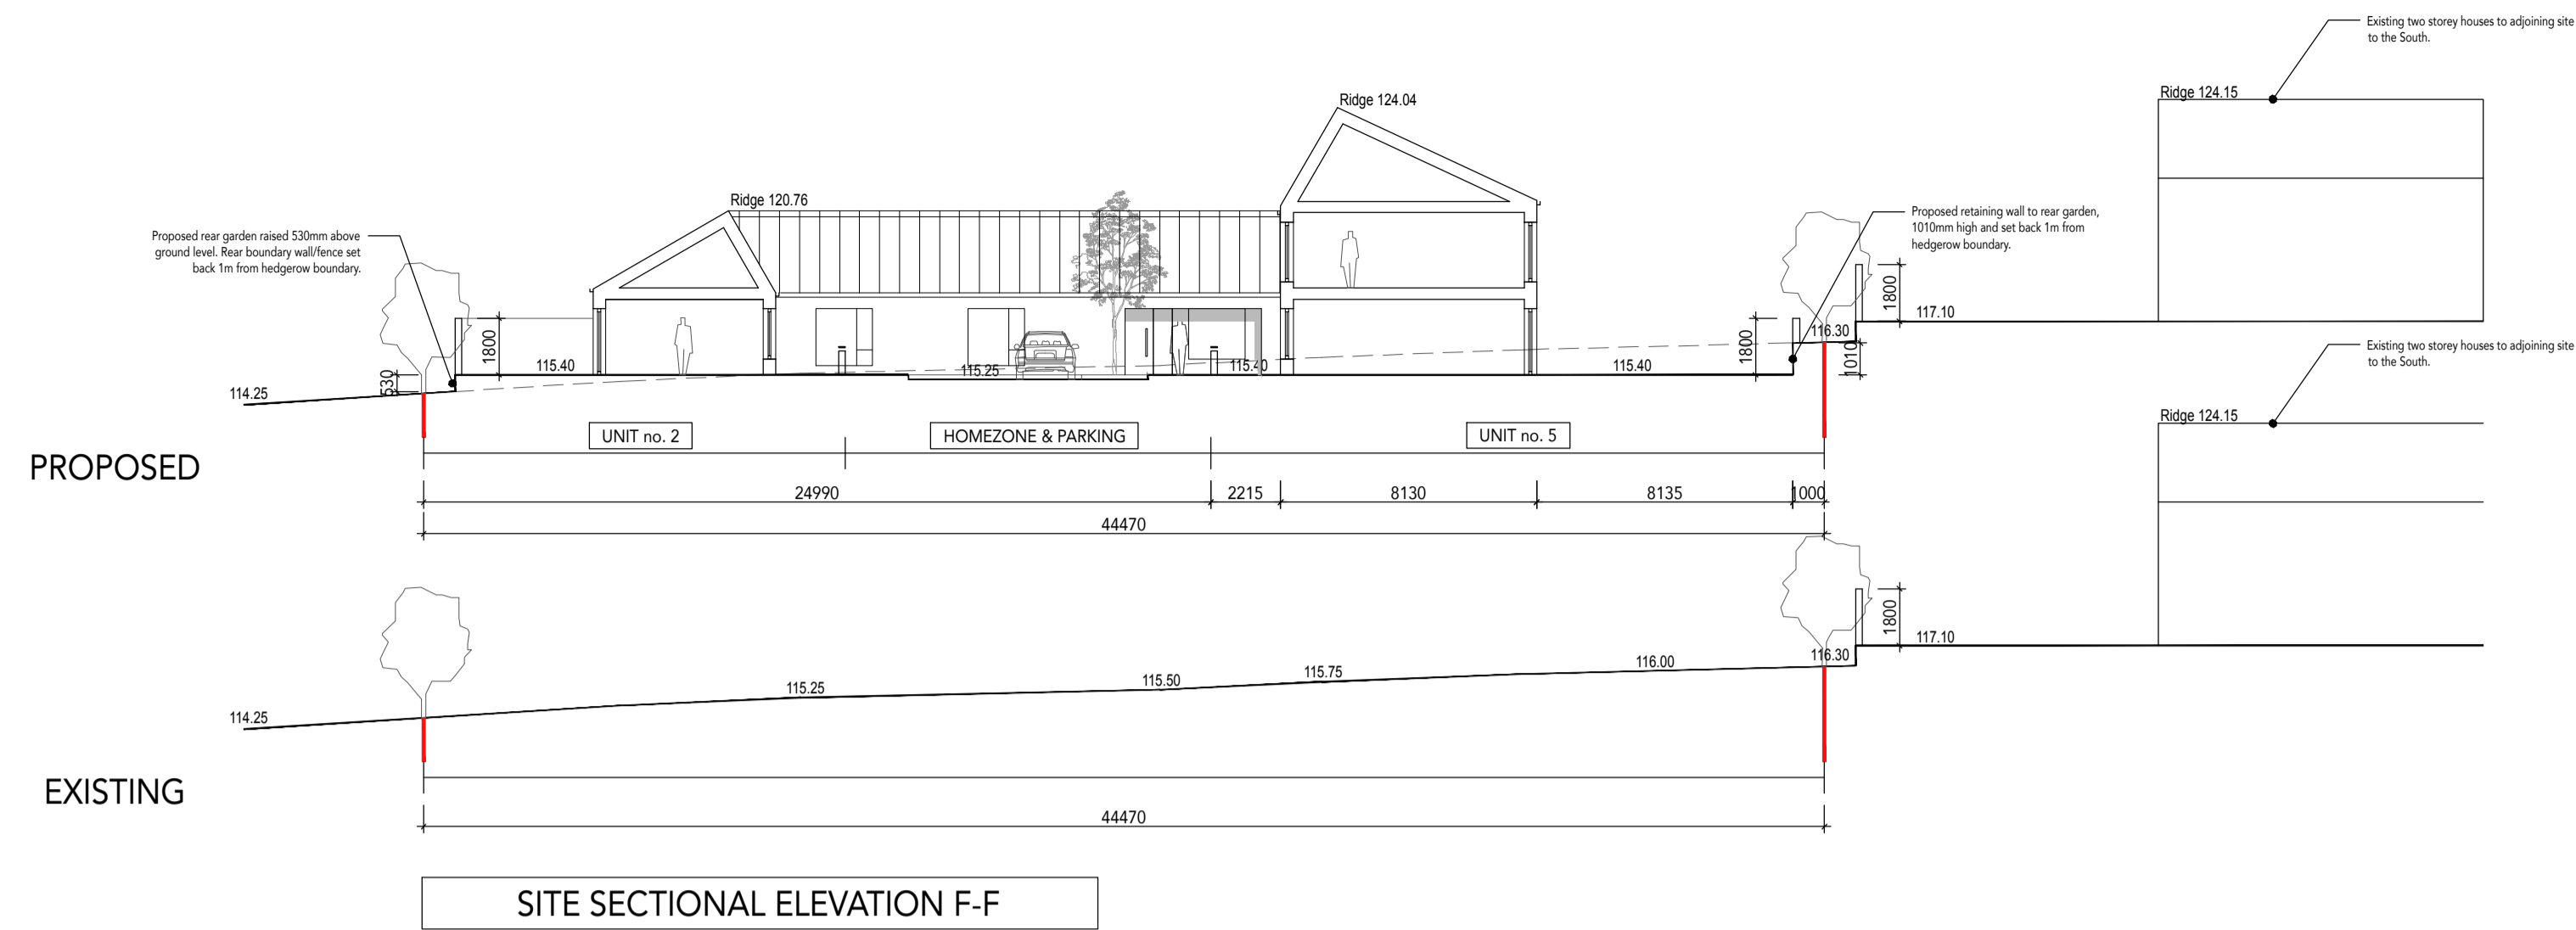 Existing two storey houses to adjoining site
to the South.
Ridge 124.15
Ridge 124.04
Ridge 120.76
Proposed rear garden raised 530mm above
ground level. Rear boundary wall/fence set
back 1m from hedgerow boundary.
Proposed retaining wall to rear garden,
1010mm high and set back 1m from
hedgerow boundary.
1800
1800
1800
117.10
116.30
1010
530
115.40
115.25
115.40
115.40
114.25
UNIT no. 2
HOMEZONE & PARKING
UNIT no. 5
PROPOSED
24990
2215
8130
8135
1000
44470
Existing two storey houses to adjoining site
to the South.
Ridge 124.15
1800
117.10
116.30
116.00
115.75
115.50
115.25
114.25
EXISTING
44470
SITE SECTIONAL ELEVATION F-F